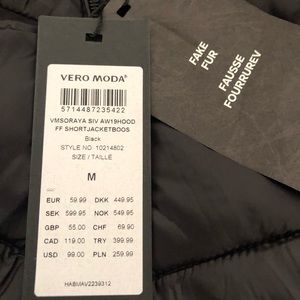 VERO MODA®
5714487235422
VMSORAYA SIV AW19HOOD
FF SHORTJACKETBOOS
Black
STYLE NO: 10214802
SIZE / TAILLE
M
EUR 59.99 DKK 449.95
SEK 599.95 NOK 549.95
GBP 55.00 CHF 69.90
CAD 119.00 TRY 399.99
USD 99.00 PLN 259.99
HABMAV2239312
FAKE
FUR
FAUSSE
FOURRUREV